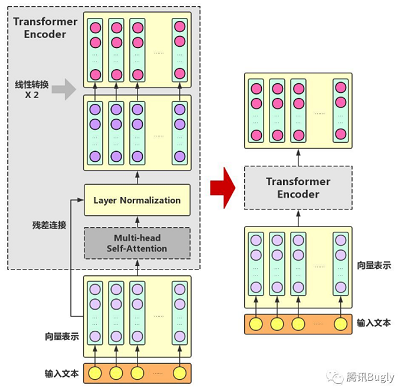 Transformer
Encoder
线性转换
X 2
Layer Normalization
残差连接
Multi-head
Self-Attention
向量表示
输入文本
Transformer
Encoder
向量表示
输入文本
腾讯Bugly